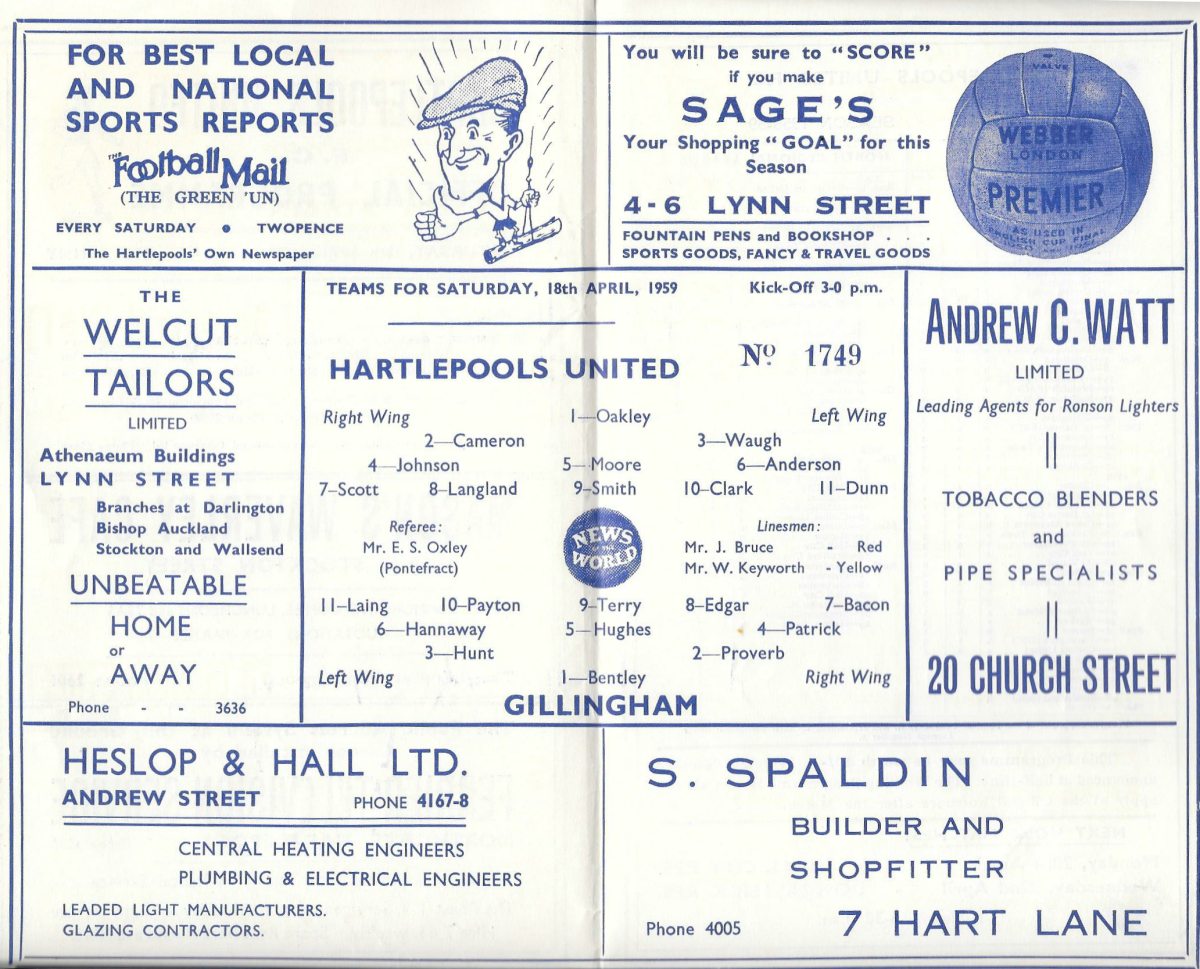 FOR BEST LOCAL
AND NATIONAL
SPORTS REPORTS
THE Football Mail
(THE GREEN 'UN)
EVERY SATURDAY • TWOPENCE
The Hartlepools' Own Newspaper
You will be sure to "SCORE"
if you make
SAGE'S
Your Shopping "GOAL" for this
Season
4-6 LYNN STREET
FOUNTAIN PENS and BOOKSHOP . . .
SPORTS GOODS, FANCY & TRAVEL GOODS
VALVE
WEBBER
LONDON
PREMIER
AS USED IN
ENGLISH CUP FINAL
THE
WELCUT
TAILORS
LIMITED
Athenaeum Buildings
LYNN STREET
Branches at Darlington
Bishop Auckland
Stockton and Wallsend
UNBEATABLE
HOME
or
AWAY
Phone - - 3636
TEAMS FOR SATURDAY, 18th APRIL, 1959 Kick-Off 3-0 p.m.
Nº 1749
HARTLEPOOLS UNITED
Right Wing 1—Oakley Left Wing
2—Cameron 3—Waugh
4—Johnson 5—Moore 6—Anderson
7—Scott 8—Langland 9—Smith 10—Clark 11—Dunn
Referee: Linesmen:
Mr. E. S. Oxley Mr. J. Bruce - Red
(Pontefract) Mr. W. Keyworth - Yellow
NEWS
OF THE
WORLD
11—Laing 10—Payton 9—Terry 8—Edgar 7—Bacon
6—Hannaway 5—Hughes 4—Patrick
3—Hunt 2—Proverb
Left Wing 1—Bentley Right Wing
GILLINGHAM
ANDREW C. WATT
LIMITED
Leading Agents for Ronson Lighters
TOBACCO BLENDERS
and
PIPE SPECIALISTS
20 CHURCH STREET
HESLOP & HALL LTD.
ANDREW STREET PHONE 4167-8
CENTRAL HEATING ENGINEERS
PLUMBING & ELECTRICAL ENGINEERS
LEADED LIGHT MANUFACTURERS.
GLAZING CONTRACTORS.
S. SPALDIN
BUILDER AND
SHOPFITTER
Phone 4005 7 HART LANE